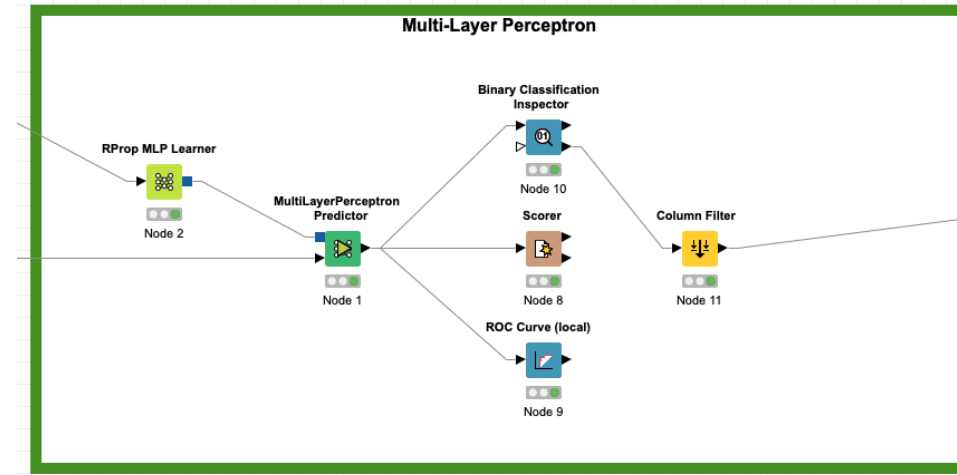 Multi-Layer Perceptron
Binary Classification
Inspector
01
Node 10
RProp MLP Learner
Node 2
MultiLayerPerceptron
Predictor
Node 1
Scorer
Node 8
Column Filter
Node 11
ROC Curve (local)
Node 9